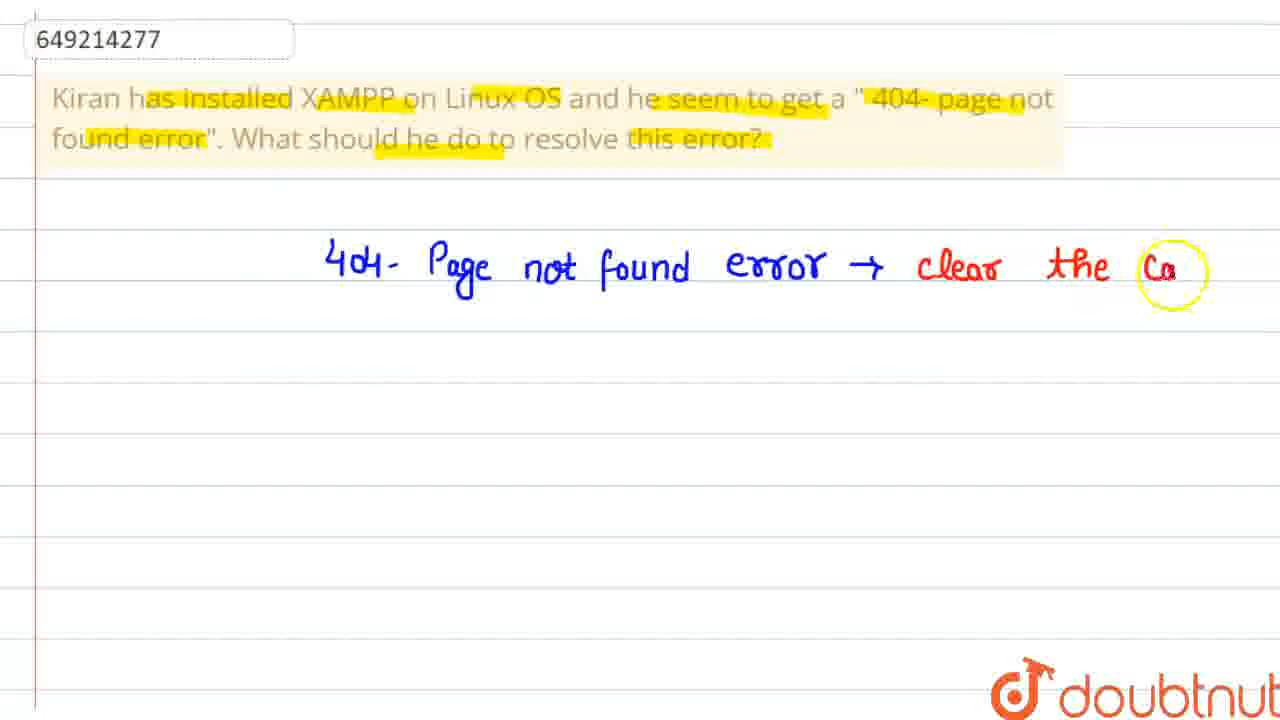 649214277
Kiran has installed XAMPP on Linux OS and he seem to get a " 404- page not
found error". What should he do to resolve this error?
404- Page not found error → clear the Ca
doubtnut